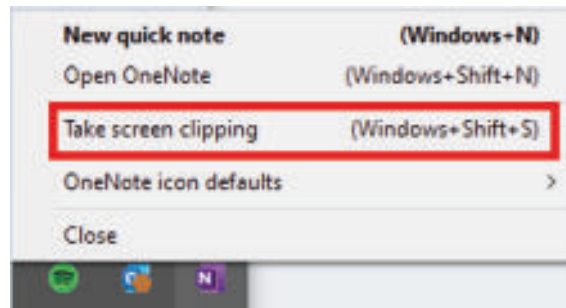 New quick note (Windows+N)
Open OneNote (Windows+Shift+N)
Take screen clipping (Windows+Shift+S)
OneNote icon defaults >
Close
N